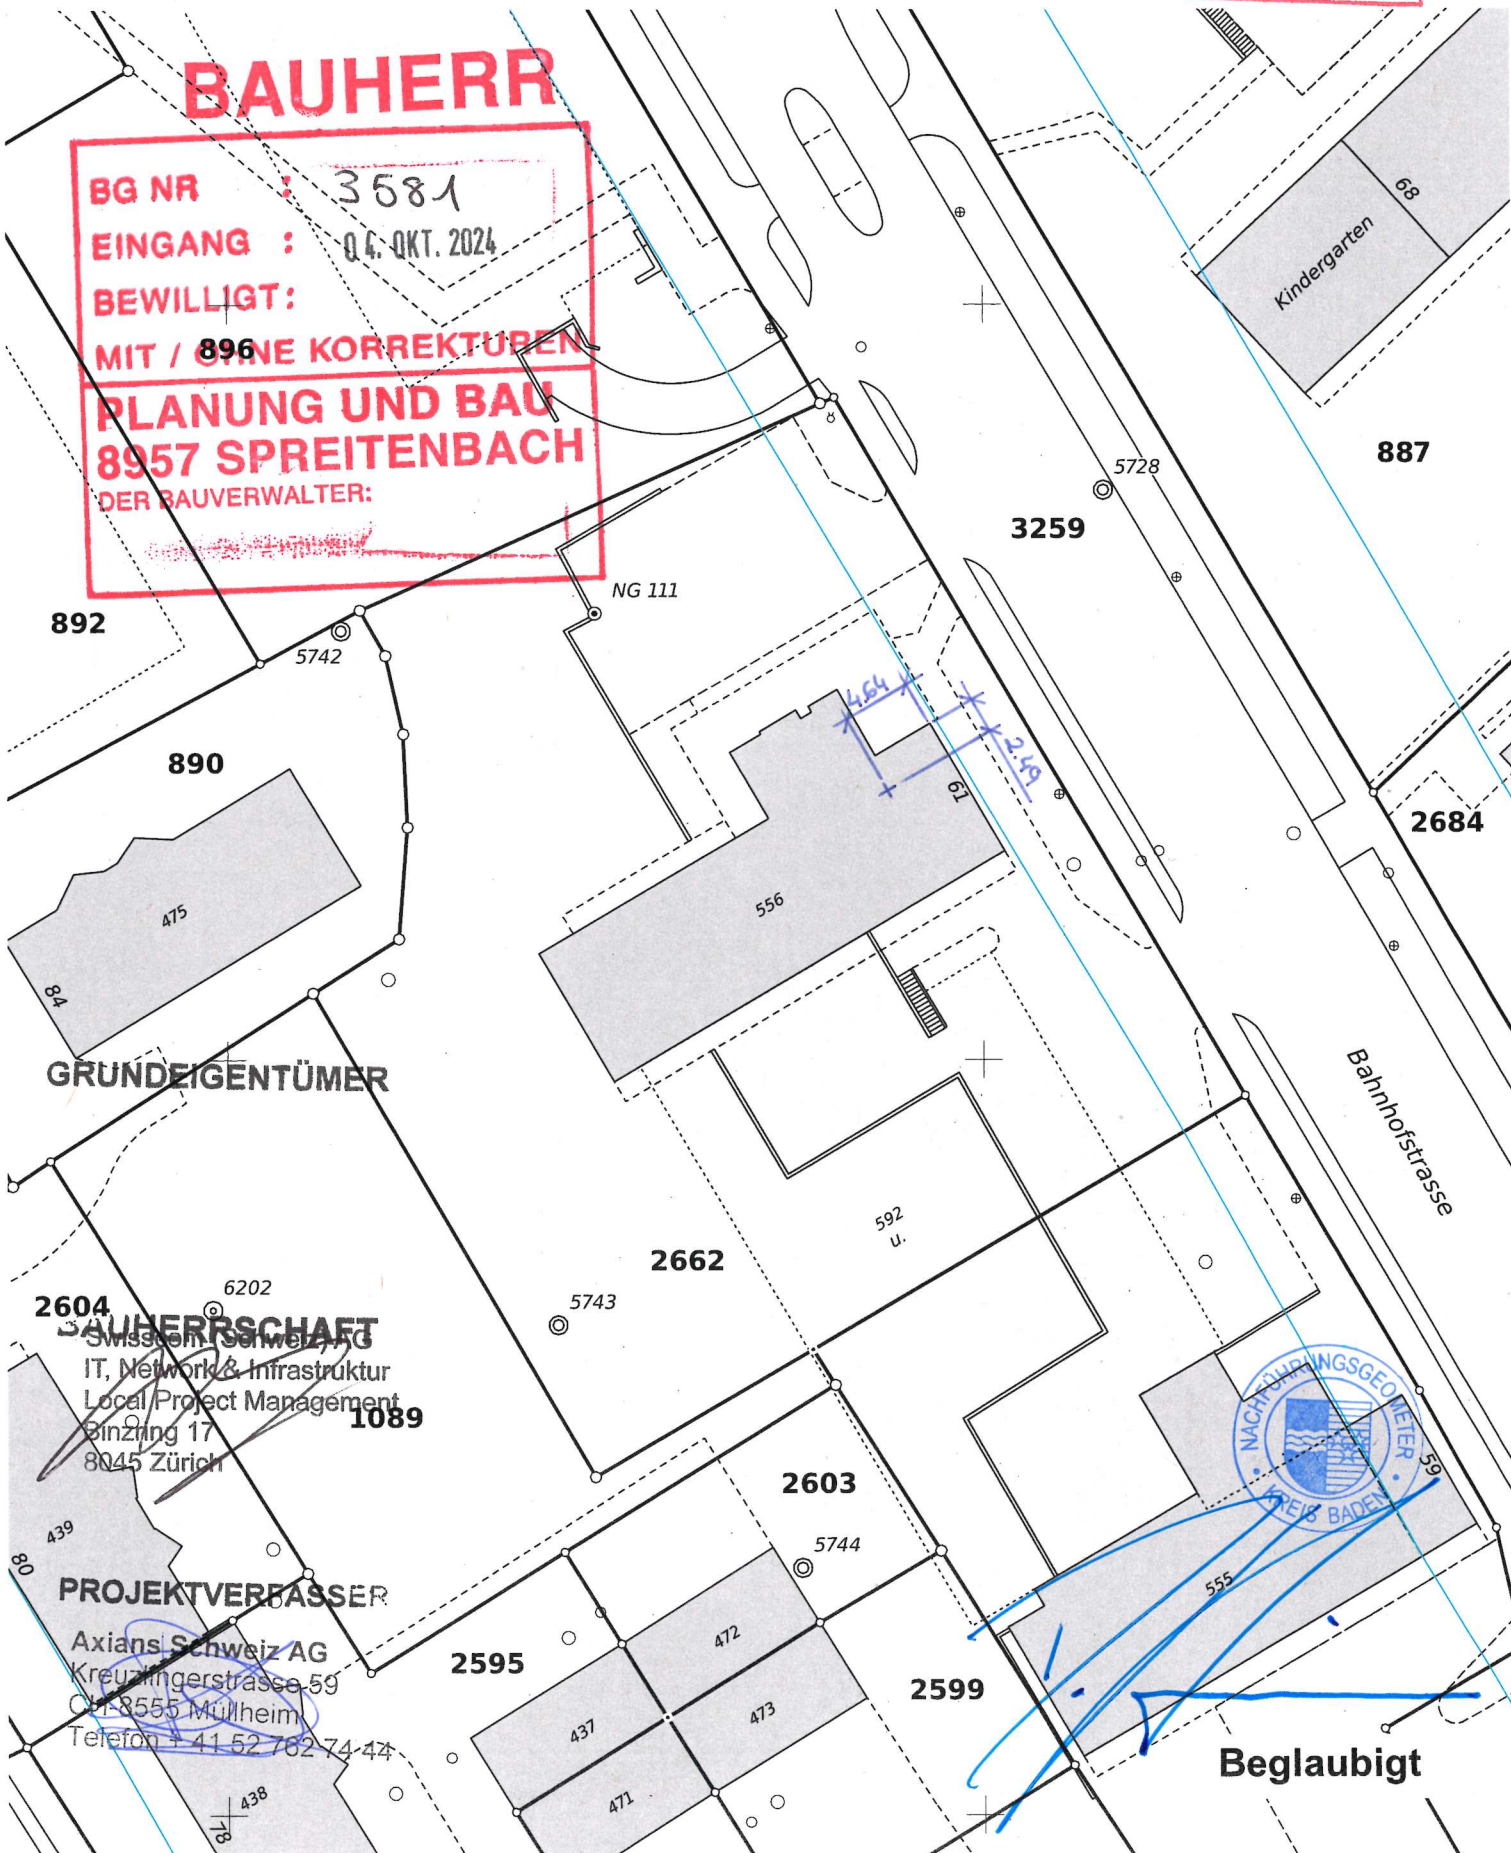 BAUHERR
BG NR : 3581
EINGANG : 04. OKT. 2024
BEWILLIGT:
896
MIT / OHNE KORREKTUREN
PLANUNG UND BAU
8957 SPREITENBACH
DER BAUVERWALTER:
68
Kindergarten
887
5728
3259
NG 111
892
5742
890
4.64
2.49
61
2684
475
556
84
GRUNDEIGENTÜMER
Bahnhofstrasse
592
u.
2662
6202
5743
2604
BAUHERRSCHAFT
Swisscom (Schweiz) AG
IT, Network & Infrastruktur
Local Project Management
Binzring 17
8045 Zürich
1089
NACHFÜHRUNGSGEOMETER
KREIS BADEN
59
2603
439
80
5744
555
PROJEKTVERFASSER
Axians Schweiz AG
Kreuzlingerstrasse 59
CH-8555 Müllheim
Telefon + 41 52 762 74 44
472
2595
2599
473
437
471
438
78
Beglaubigt